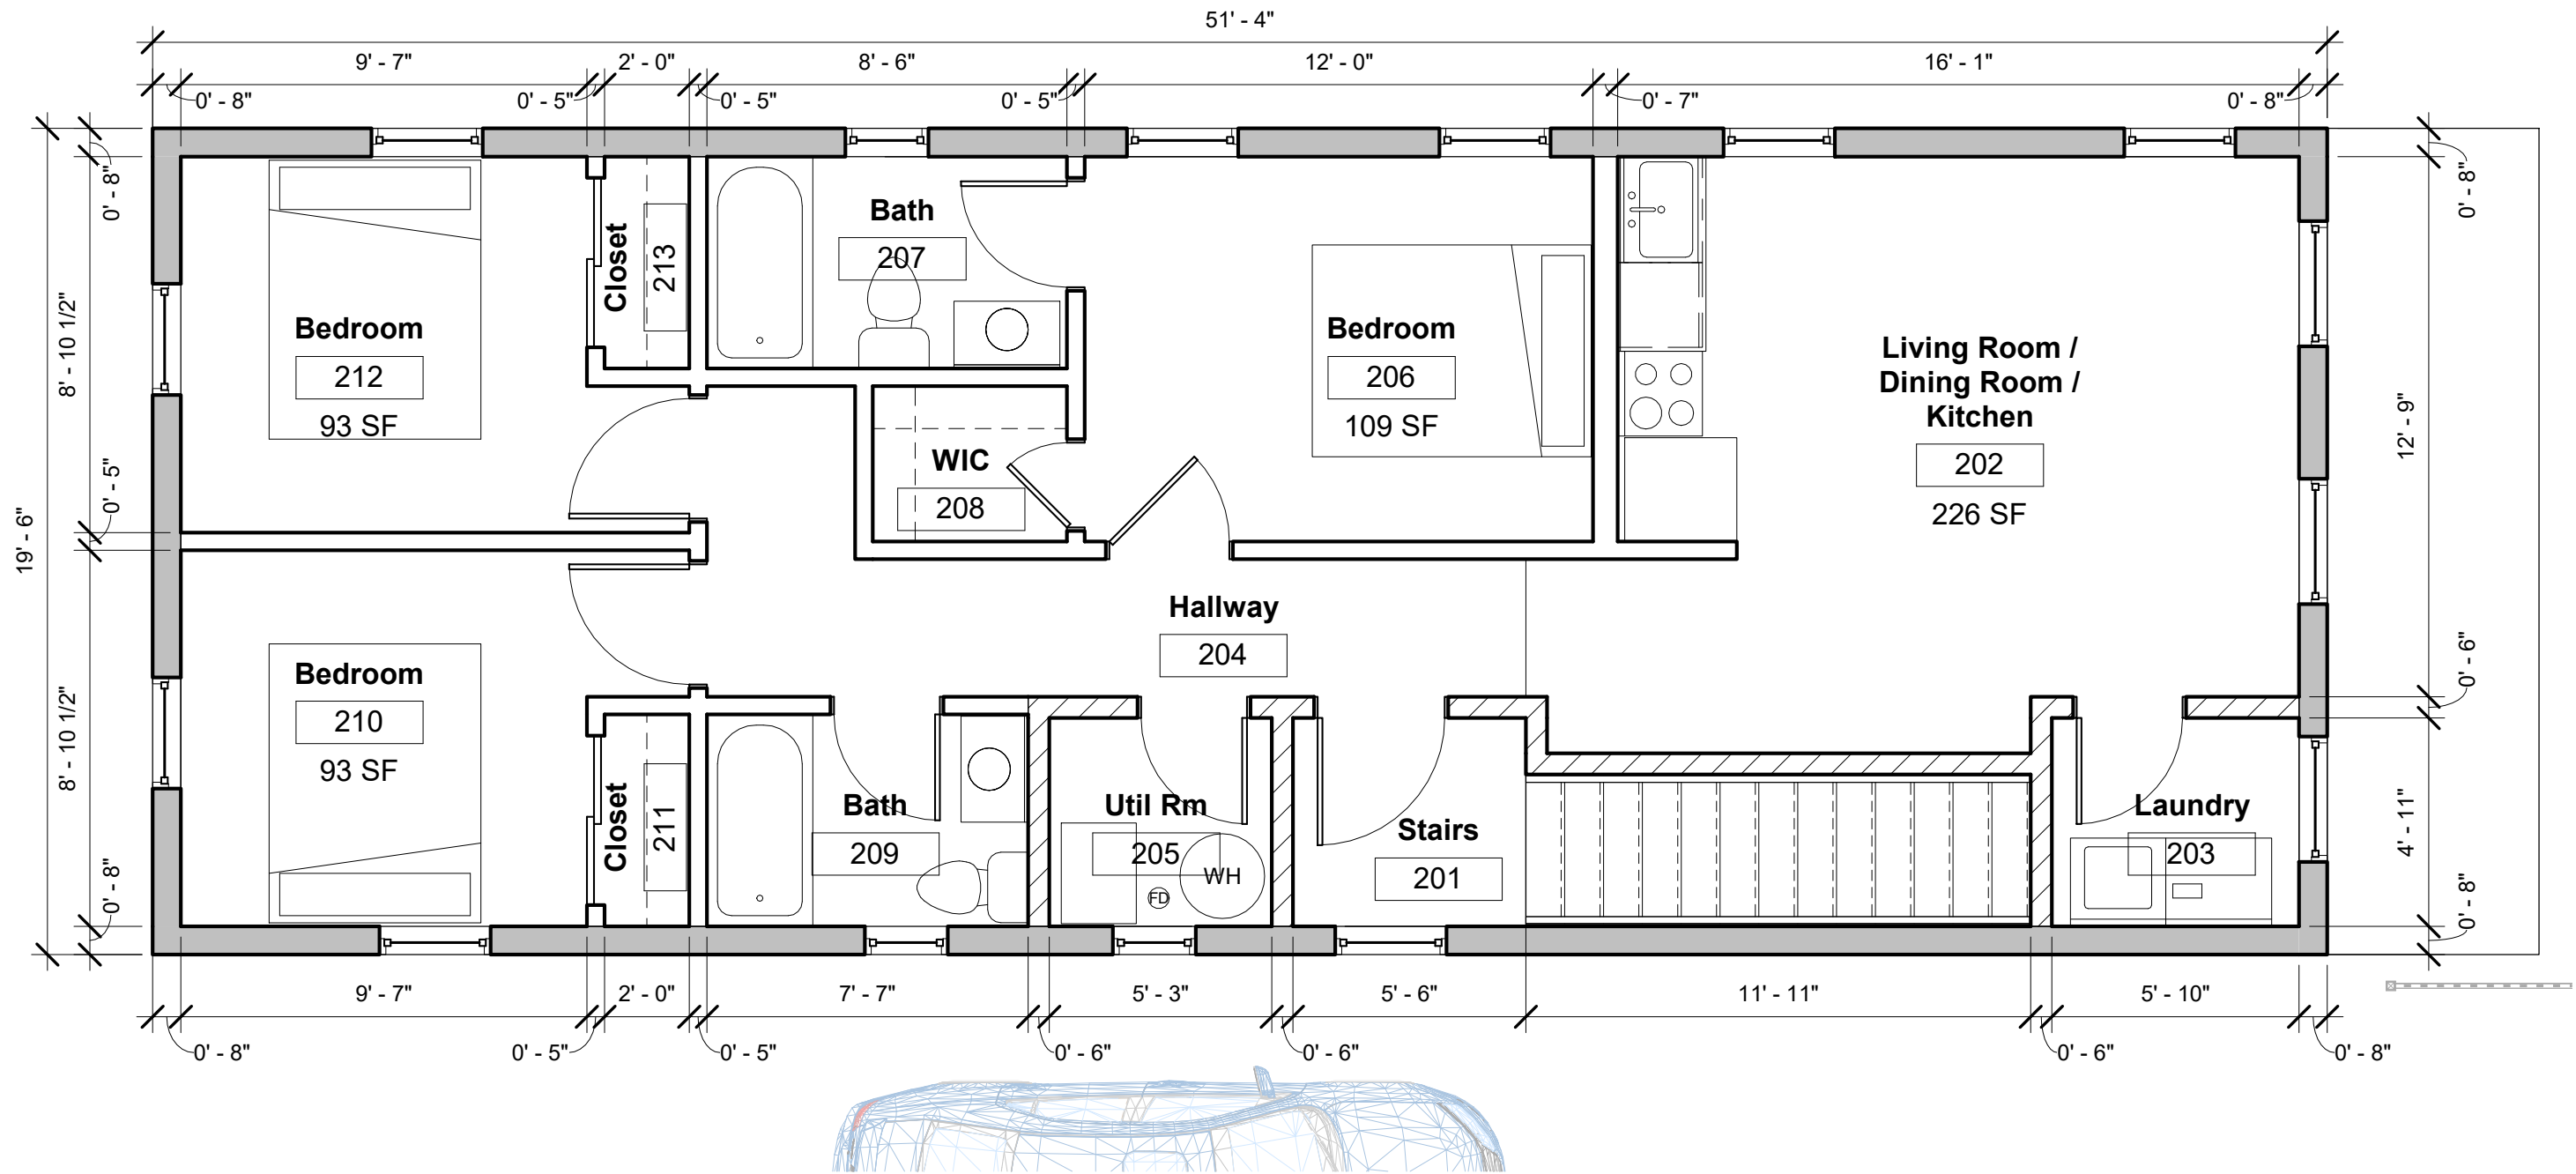 51' - 4"
9' - 7"
2' - 0"
8' - 6"
12' - 0"
16' - 1"
0' - 8"
0' - 5"
0' - 5"
0' - 5"
0' - 7"
0' - 8"
19' - 6"
0' - 8"
8' - 10 1/2"
0' - 5"
8' - 10 1/2"
0' - 8"
Bedroom
212
93 SF
Closet
213
Bath
207
WIC
208
Bedroom
206
109 SF
Living Room /
Dining Room /
Kitchen
202
226 SF
Hallway
204
Bedroom
210
93 SF
Closet
211
Bath
209
Util Rm
205
WH
FD
Stairs
201
Laundry
203
0' - 8"
12' - 9"
0' - 6"
4' - 11"
0' - 8"
9' - 7"
2' - 0"
7' - 7"
5' - 3"
5' - 6"
11' - 11"
5' - 10"
0' - 8"
0' - 5"
0' - 5"
0' - 6"
0' - 6"
0' - 6"
0' - 8"